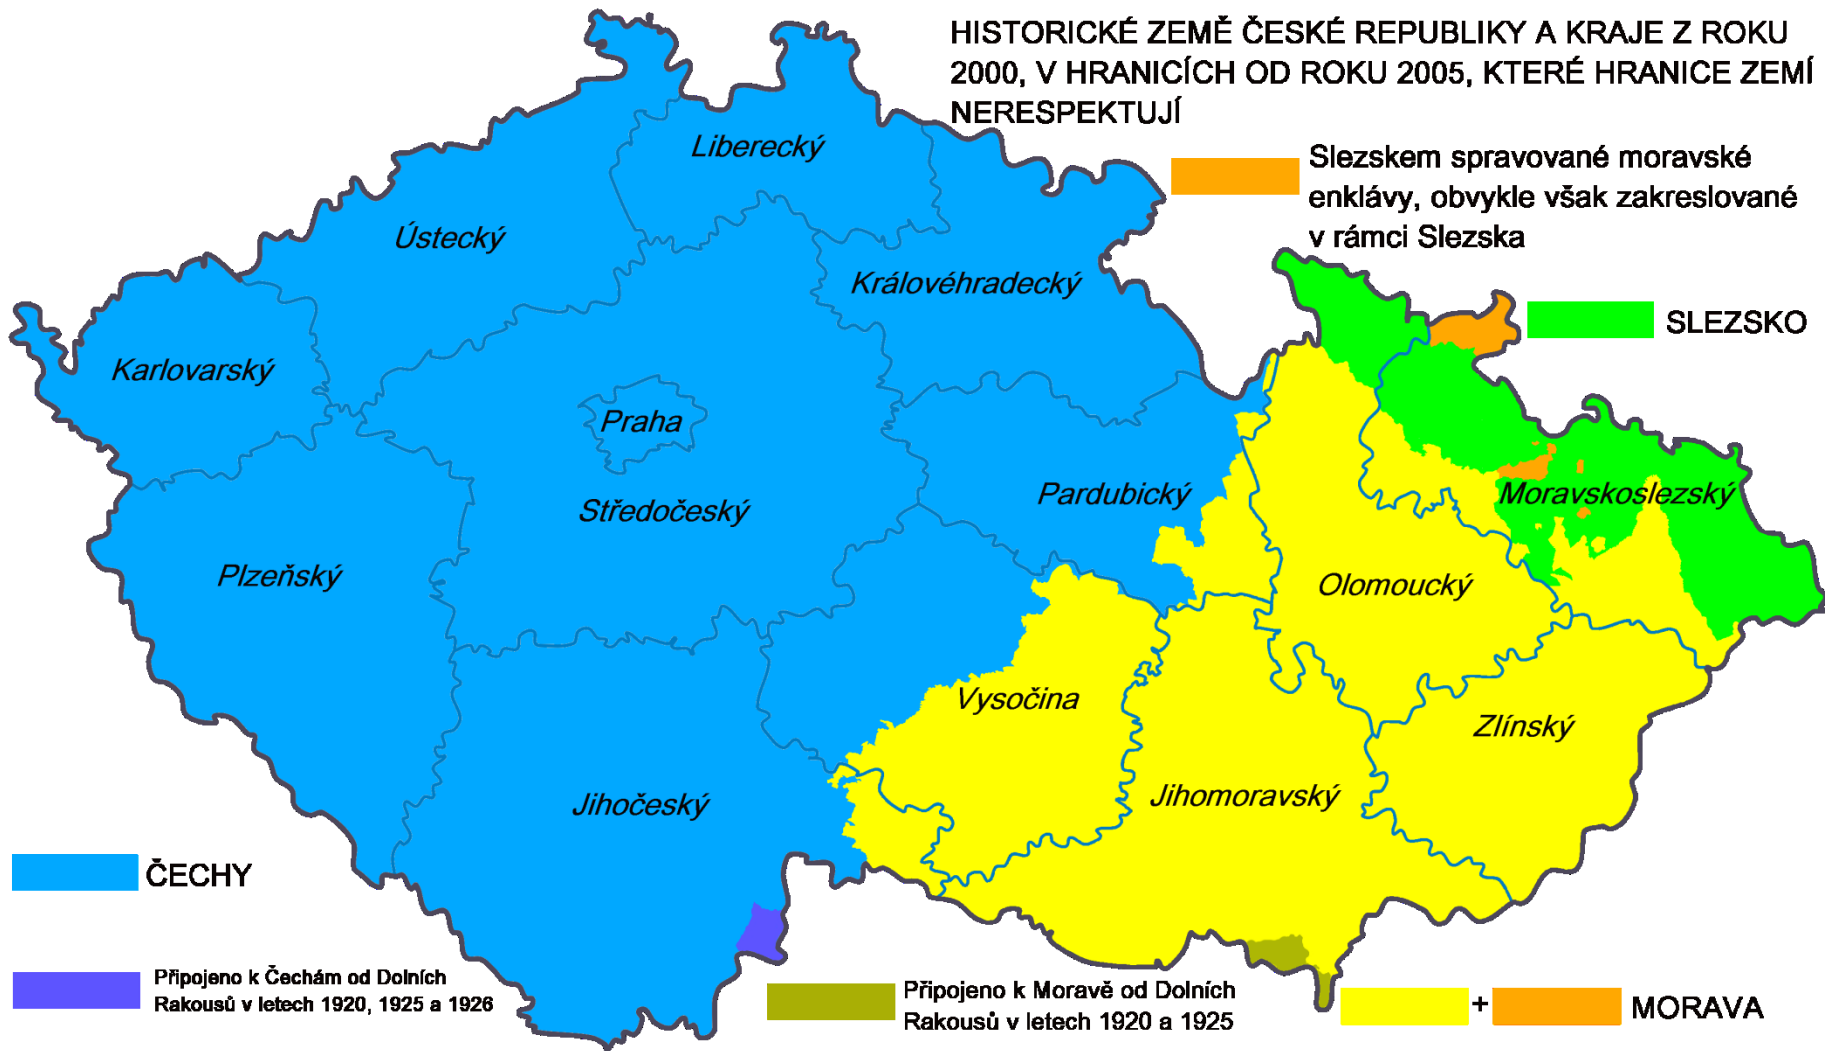 HISTORICKÉ ZEMĚ ČESKÉ REPUBLIKY A KRAJE Z ROKU
2000, V HRANICÍCH OD ROKU 2005, KTERÉ HRANICE ZEMÍ
NERESPEKTUJÍ
Slezskem spravované moravské
enklávy, obvykle však zakreslované
v rámci Slezska
SLEZSKO
Liberecký
Ústecký
Královéhradecký
Karlovarský
Praha
Středočeský
Pardubický
Moravskoslezský
Plzeňský
Olomoucký
Vysočina
Zlínský
Jihočeský
Jihomoravský
ČECHY
Připojeno k Čechám od Dolních
Rakousů v letech 1920, 1925 a 1926
Připojeno k Moravě od Dolních
Rakousů v letech 1920 a 1925
+ MORAVA